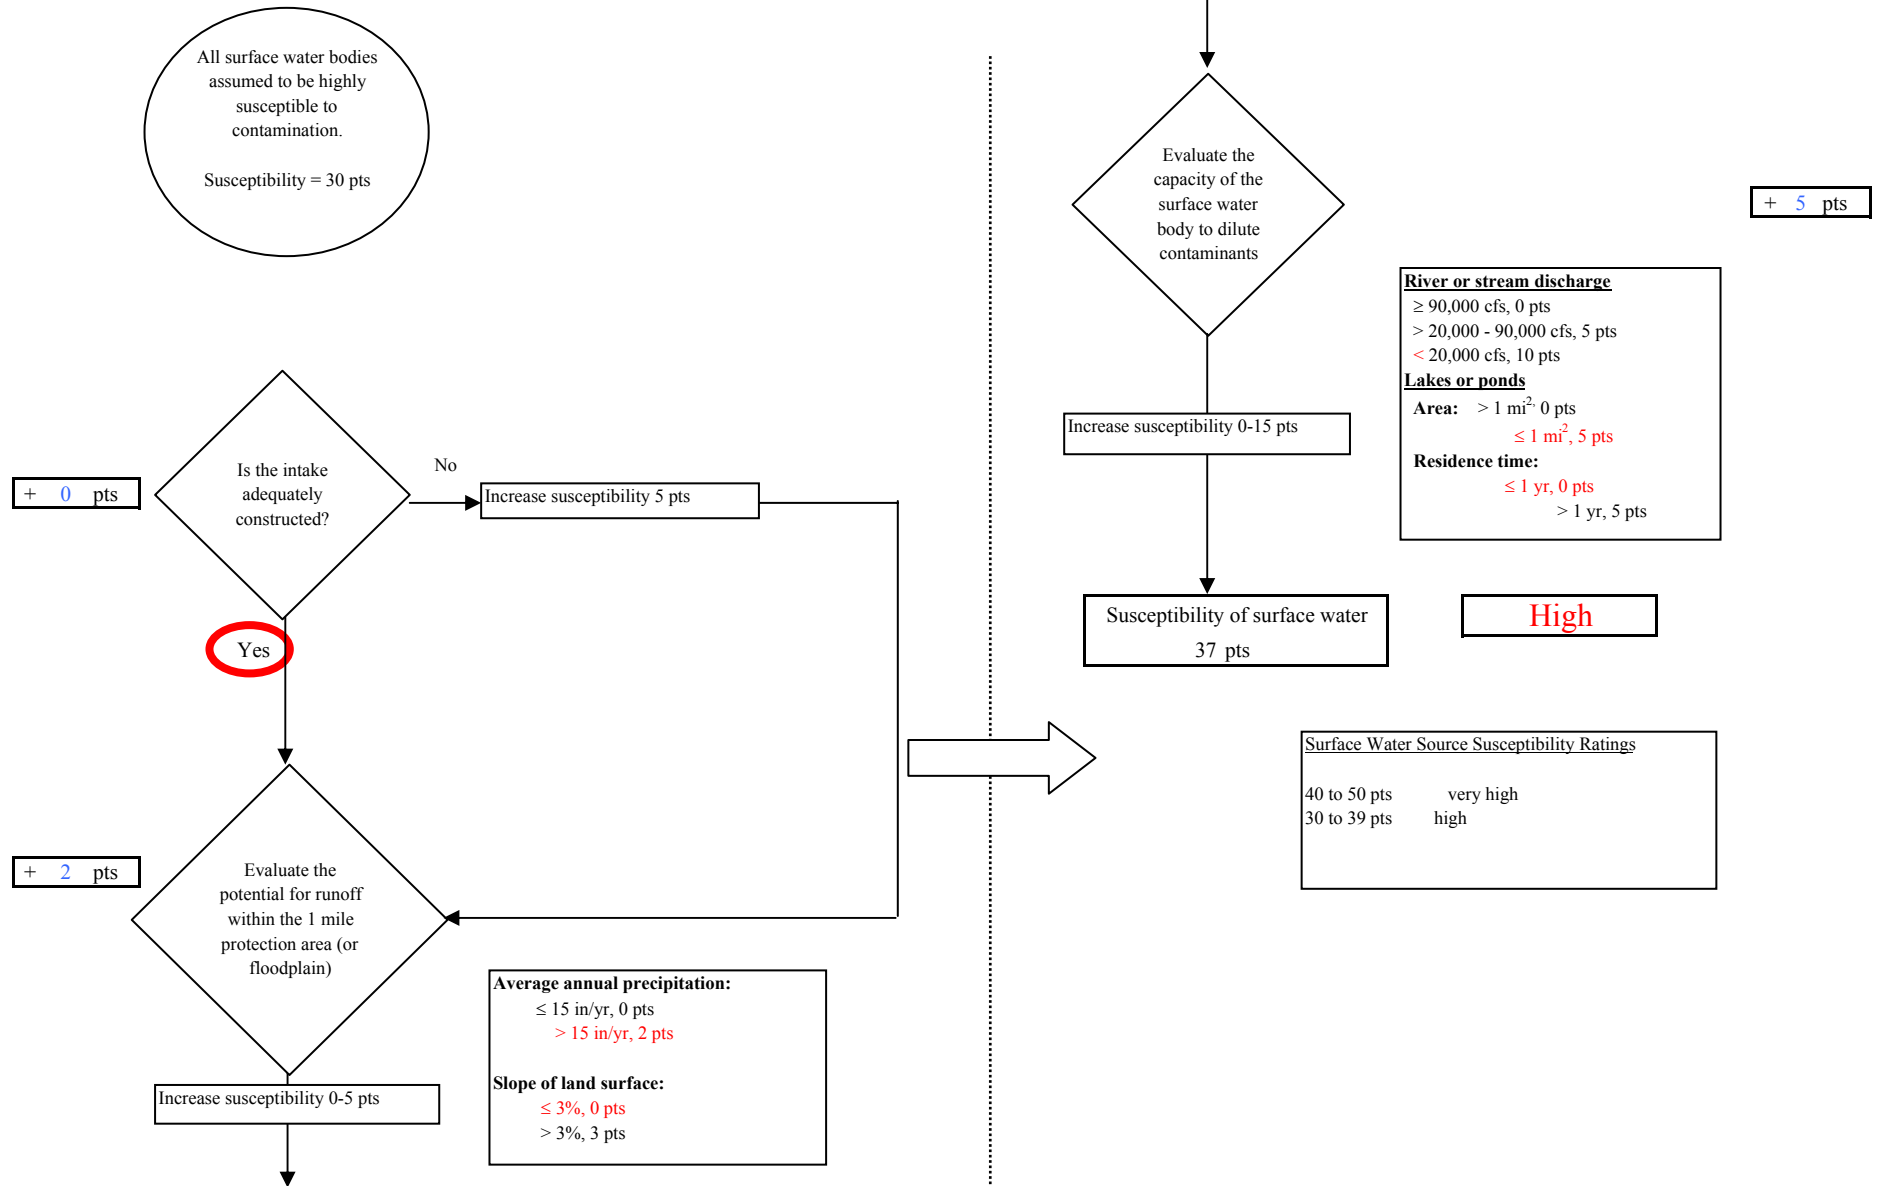 All surface water bodies
assumed to be highly
susceptible to
contamination.
Susceptibility = 30 pts
+ 0 pts
Is the intake
adequately
constructed?
No
Increase susceptibility 5 pts
Yes
+ 2 pts
Evaluate the
potential for runoff
within the 1 mile
protection area (or
floodplain)
Average annual precipitation:
≤ 15 in/yr, 0 pts
> 15 in/yr, 2 pts
Slope of land surface:
≤ 3%, 0 pts
> 3%, 3 pts
Increase susceptibility 0-5 pts
Evaluate the
capacity of the
surface water
body to dilute
contaminants
+ 5 pts
River or stream discharge
≥ 90,000 cfs, 0 pts
> 20,000 - 90,000 cfs, 5 pts
< 20,000 cfs, 10 pts
Lakes or ponds
Area: > 1 mi², 0 pts
≤ 1 mi², 5 pts
Residence time:
≤ 1 yr, 0 pts
> 1 yr, 5 pts
Increase susceptibility 0-15 pts
Susceptibility of surface water
37 pts
High
Surface Water Source Susceptibility Ratings
40 to 50 pts very high
30 to 39 pts high